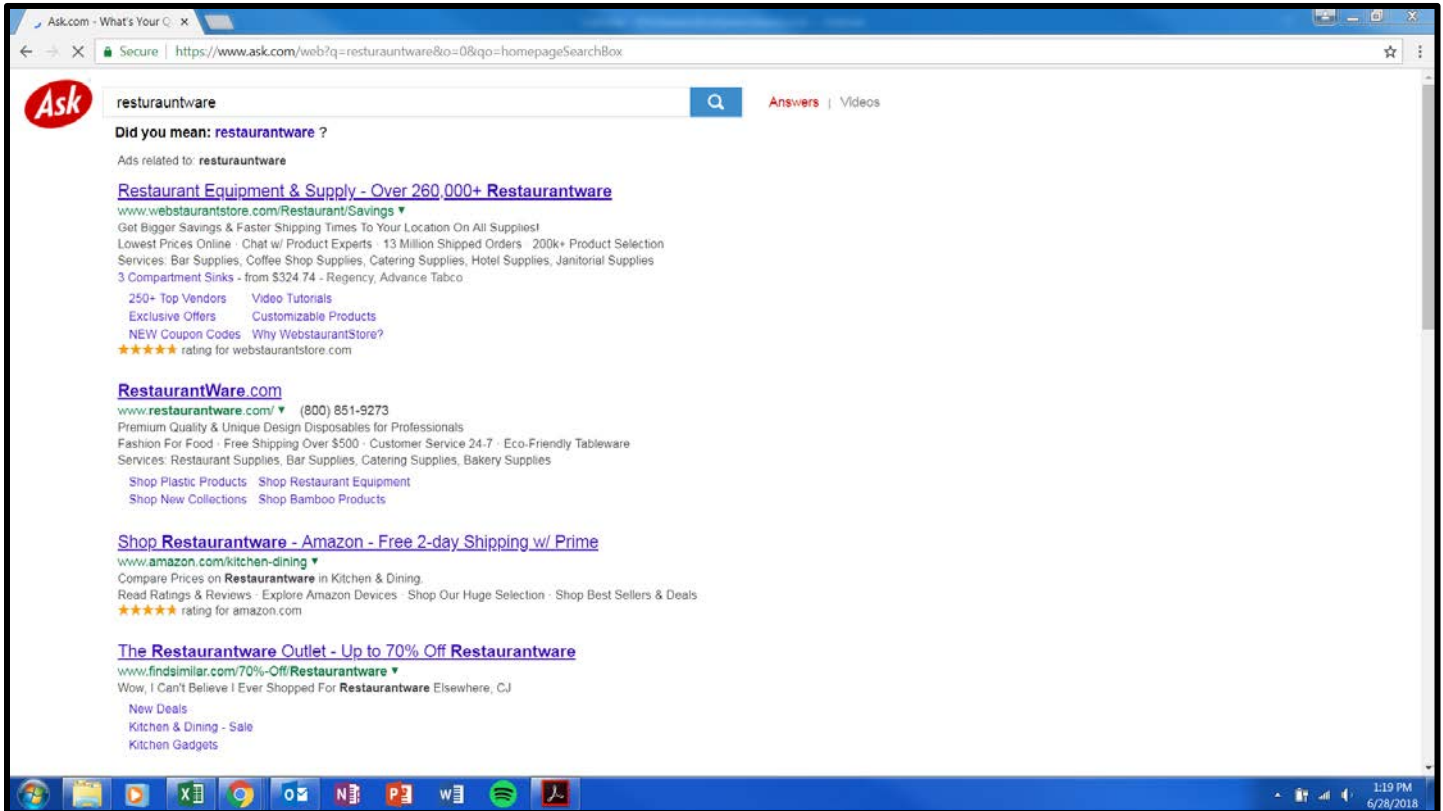 Ask.com - What's Your Q
Secure | https://www.ask.com/web?q=resturauntware&o=0&qo=homepageSearchBox
Ask
resturauntware
Answers | Videos
Did you mean: restaurantware ?
Ads related to: resturauntware
Restaurant Equipment & Supply - Over 260,000+ Restaurantware
www.webstaurantstore.com/Restaurant/Savings ▼
Get Bigger Savings & Faster Shipping Times To Your Location On All Supplies!
Lowest Prices Online · Chat w/ Product Experts · 13 Million Shipped Orders · 200k+ Product Selection
Services: Bar Supplies, Coffee Shop Supplies, Catering Supplies, Hotel Supplies, Janitorial Supplies
3 Compartment Sinks - from $324.74 - Regency, Advance Tabco
250+ Top Vendors Video Tutorials
Exclusive Offers Customizable Products
NEW Coupon Codes Why WebstaurantStore?
★★★★★ rating for webstaurantstore.com
RestaurantWare.com
www.restaurantware.com/ ▼ (800) 851-9273
Premium Quality & Unique Design Disposables for Professionals
Fashion For Food · Free Shipping Over $500 · Customer Service 24-7 · Eco-Friendly Tableware
Services: Restaurant Supplies, Bar Supplies, Catering Supplies, Bakery Supplies
Shop Plastic Products Shop Restaurant Equipment
Shop New Collections Shop Bamboo Products
Shop Restaurantware - Amazon - Free 2-day Shipping w/ Prime
www.amazon.com/kitchen-dining ▼
Compare Prices on Restaurantware in Kitchen & Dining.
Read Ratings & Reviews · Explore Amazon Devices · Shop Our Huge Selection · Shop Best Sellers & Deals
★★★★★ rating for amazon.com
The Restaurantware Outlet - Up to 70% Off Restaurantware
www.findsimilar.com/70%-Off/Restaurantware ▼
Wow, I Can't Believe I Ever Shopped For Restaurantware Elsewhere, CJ
New Deals
Kitchen & Dining - Sale
Kitchen Gadgets
1:19 PM
6/28/2018